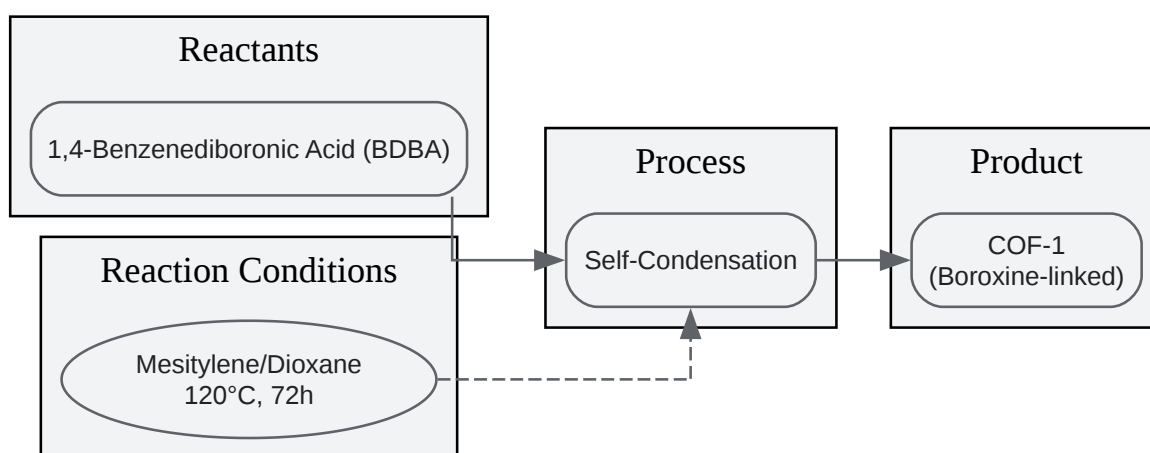 Reactants
1,4-Benzenediboronic Acid (BDBA)
Reaction Conditions
Mesitylene/Dioxane
120°C, 72h
Process
Self-Condensation
Product
COF-1
(Boroxine-linked)